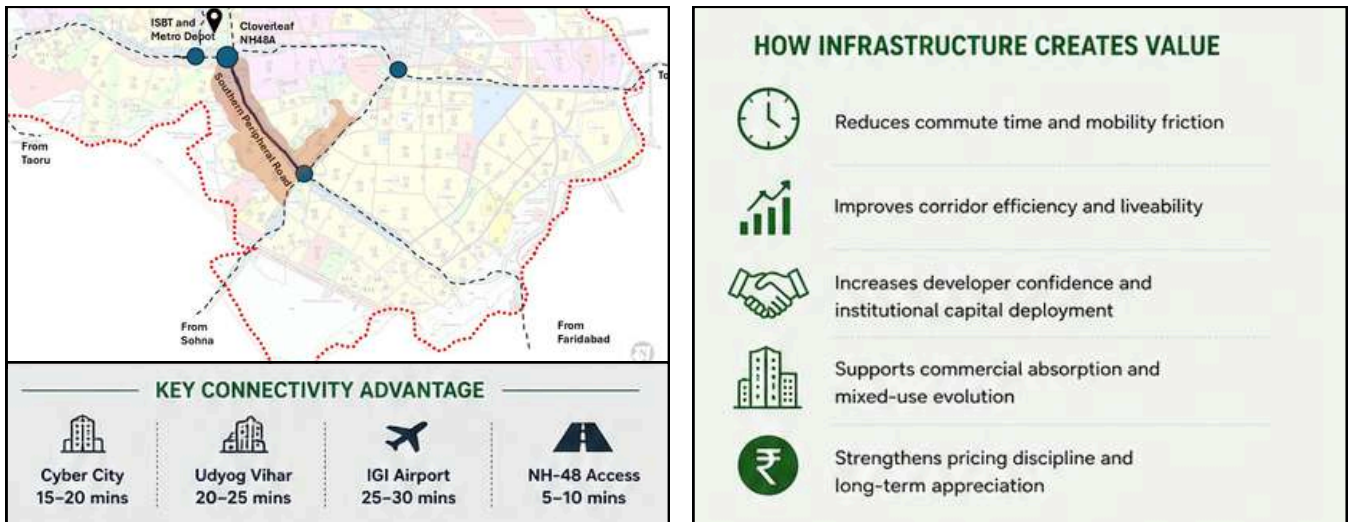 ISBT and
Metro Depot
Cloverleaf
NH48A
To
Southern Peripheral Road
From
Taoru
From
Sohna
From
Faridabad
KEY CONNECTIVITY ADVANTAGE
Cyber City
15–20 mins
Udyog Vihar
20–25 mins
IGI Airport
25–30 mins
NH-48 Access
5–10 mins
HOW INFRASTRUCTURE CREATES VALUE
Reduces commute time and mobility friction
Improves corridor efficiency and liveability
Increases developer confidence and
institutional capital deployment
Supports commercial absorption and
mixed-use evolution
₹
Strengthens pricing discipline and
long-term appreciation